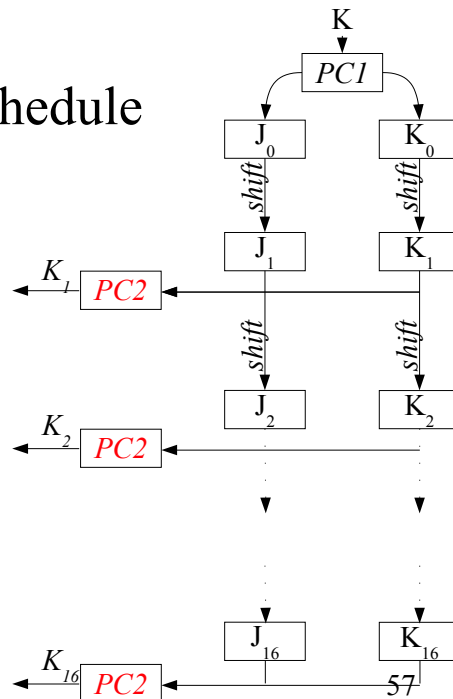 K
PC1
hedule
J₀ K₀
shift shift
J₁ K₁
K₁ PC2
shift shift
J₂ K₂
K₂ PC2
J₁₆ K₁₆
K₁₆ PC2 57